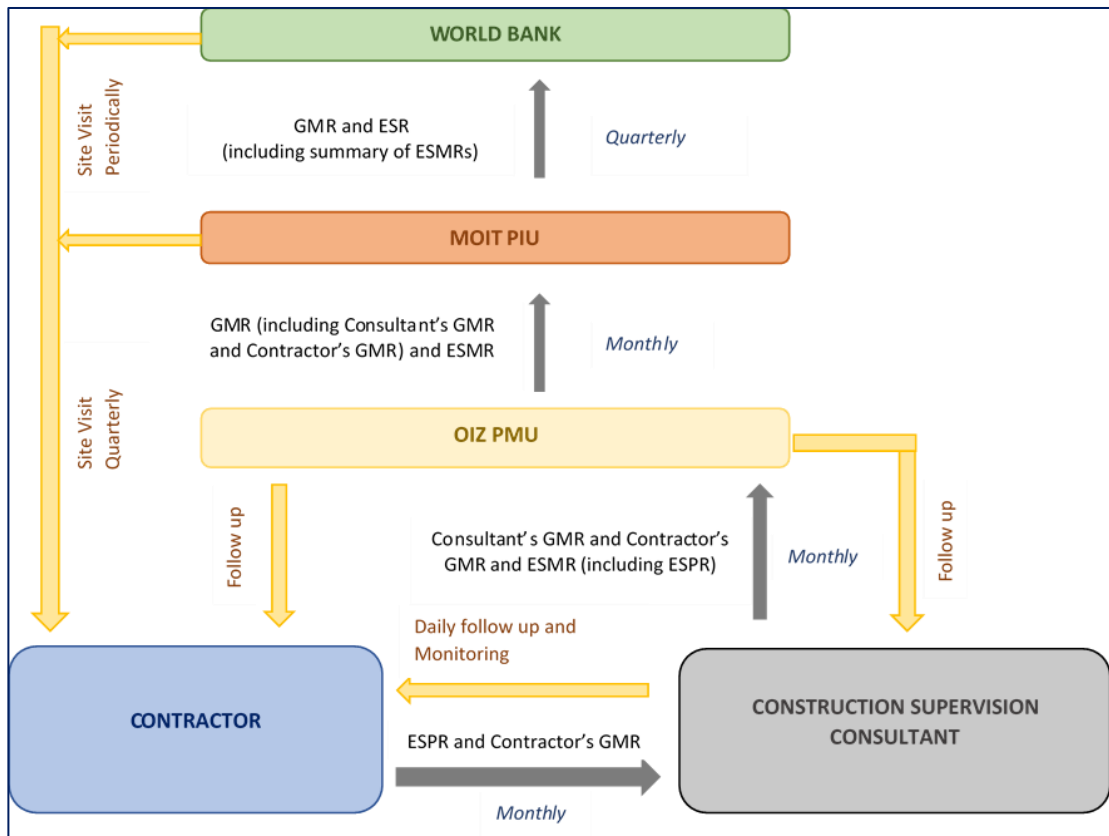 WORLD BANK
Site Visit
Periodically
GMR and ESR
(including summary of ESMRs)
Quarterly
MOIT PIU
GMR (including Consultant’s GMR
and Contractor’s GMR) and ESMR
Monthly
Site Visit
Quarterly
OIZ PMU
Follow up
Consultant’s GMR and Contractor’s
GMR and ESMR (including ESPR)
Monthly
Follow up
Daily follow up and
Monitoring
CONTRACTOR
CONSTRUCTION SUPERVISION
CONSULTANT
ESPR and Contractor’s GMR
Monthly